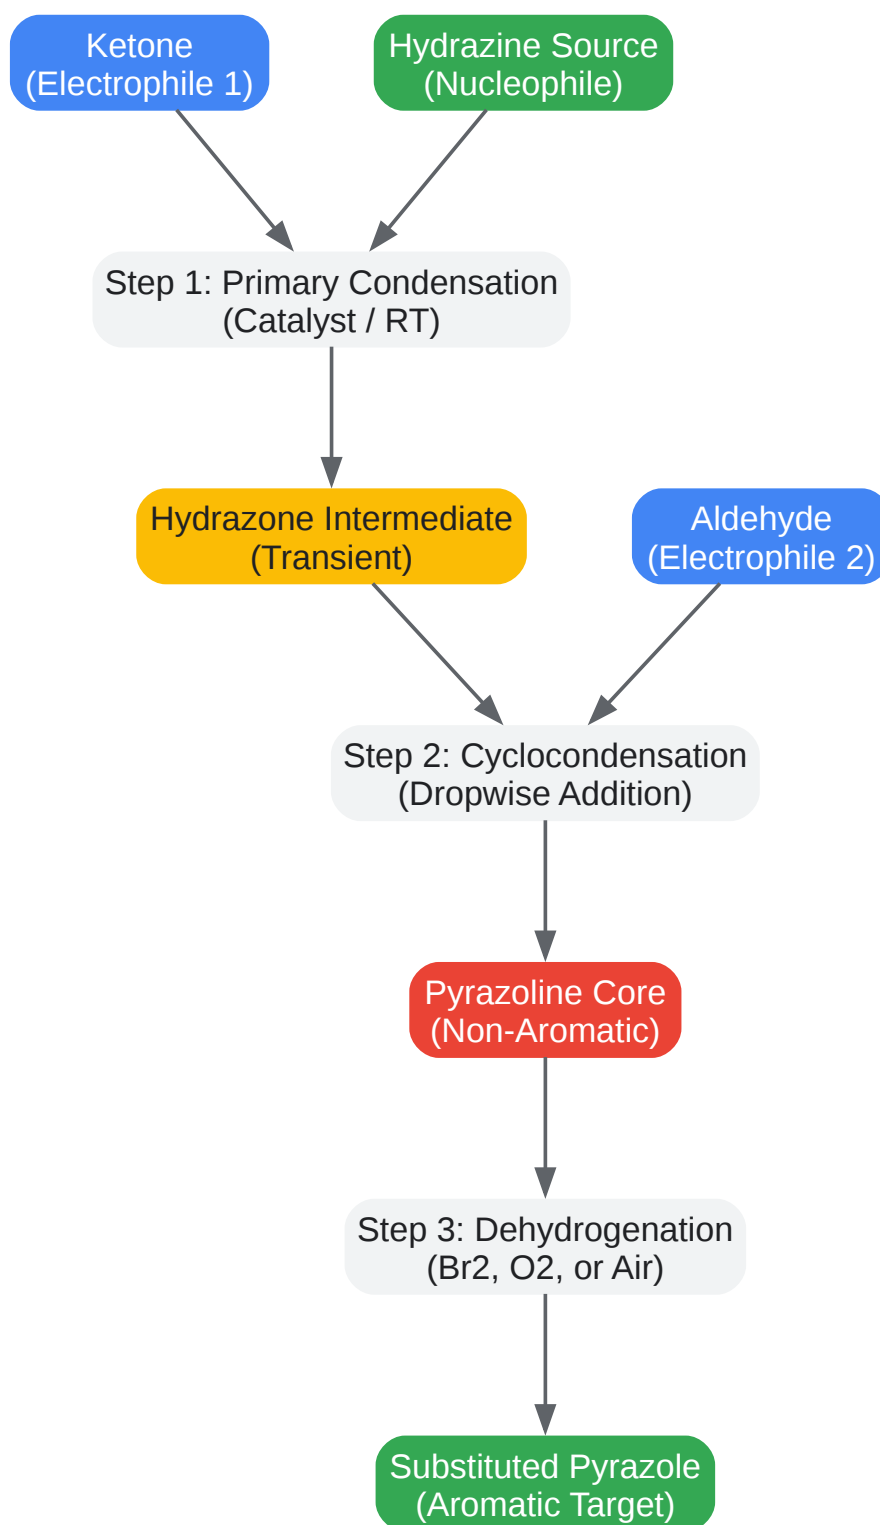 Ketone
(Electrophile 1)
Hydrazine Source
(Nucleophile)
Step 1: Primary Condensation
(Catalyst / RT)
Hydrazone Intermediate
(Transient)
Aldehyde
(Electrophile 2)
Step 2: Cyclocondensation
(Dropwise Addition)
Pyrazoline Core
(Non-Aromatic)
Step 3: Dehydrogenation
(Br2, O2, or Air)
Substituted Pyrazole
(Aromatic Target)